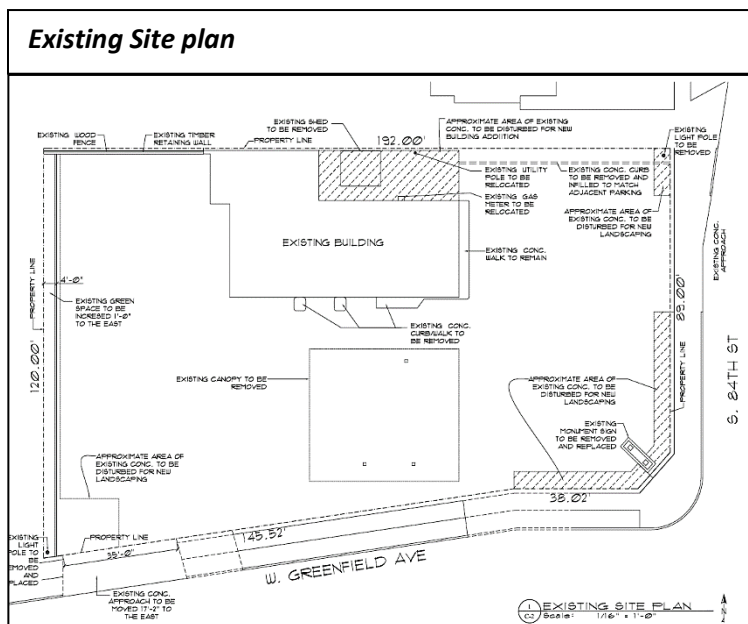 Existing Site plan
EXISTING WOOD
FENCE
EXISTING TIMBER
RETAINING WALL
PROPERTY LINE
EXISTING SHED
TO BE REMOVED
192.00'
APPROXIMATE AREA OF EXISTING
CONC. TO BE DISTURBED FOR NEW
BUILDING ADDIITION
EXISTING
LIGHT POLE
TO BE
REMOVED
EXISTING UTILITY
POLE TO BE
RELOCATED
EXISTING CONC. CURB
TO BE REMOVED AND
INFILLED TO MATCH
ADJACENT PARKING
EXISTING GAS
METER TO BE
RELOCATED
APPROXIMATE AREA OF
EXISTING CONC. TO BE
DISTURBED FOR NEW
LANDSCAPING
EXISTING BUILDING
EXISTING CONC.
WALK TO REMAIN
EXISTING CONC.
APPROACH
PROPERTY LINE
4'-0"
EXISTING GREEN
SPACE TO BE
INCRESED 1'-0"
TO THE EAST
120.00'
89.00'
EXISTING CONC.
CURB/WALK TO
BE REMOVED
EXISTING CANOPY TO BE
REMOVED
APPROXIMATE AREA OF
EXISTING CONC. TO BE
DISTURBED FOR NEW
LANDSCAPING
PROPERTY LINE
S. 84TH ST
EXISTING
MONUMENT SIGN
TO BE REMOVED
AND REPLACED
APPROXIMATE AREA OF
EXISTING CONC. TO BE
DISTURBED FOR NEW
LANDSCAPING
38.02'
EXISTING
LIGHT
POLE TO
BE
EMOVED
AND
PLACED
PROPERTY LINE
35'-0"
145.52'
W. GREENFIELD AVE
EXISTING CONC.
APPROACH TO BE
MOVED 17'-2" TO
THE EAST
1
C-2
EXISTING SITE PLAN
Scale: 1/16" = 1'-0"